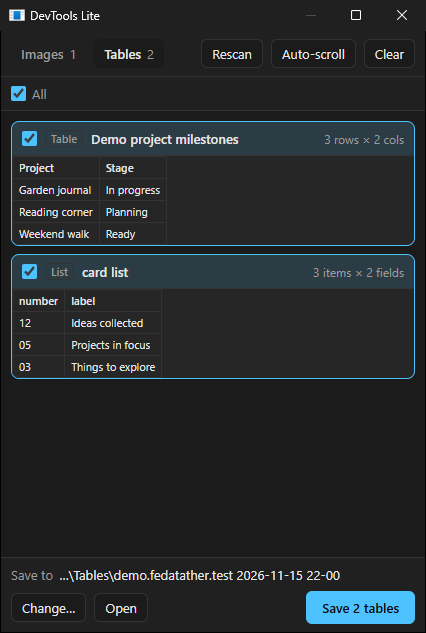 DevTools Lite
Images 1 Tables 2 Rescan Auto-scroll Clear
All
Table Demo project milestones 3 rows × 2 cols
Project Stage
Garden journal In progress
Reading corner Planning
Weekend walk Ready
List card list 3 items × 2 fields
number label
12 Ideas collected
05 Projects in focus
03 Things to explore
Save to ...\Tables\demo.fedatather.test 2026-11-15 22-00
Change... Open Save 2 tables